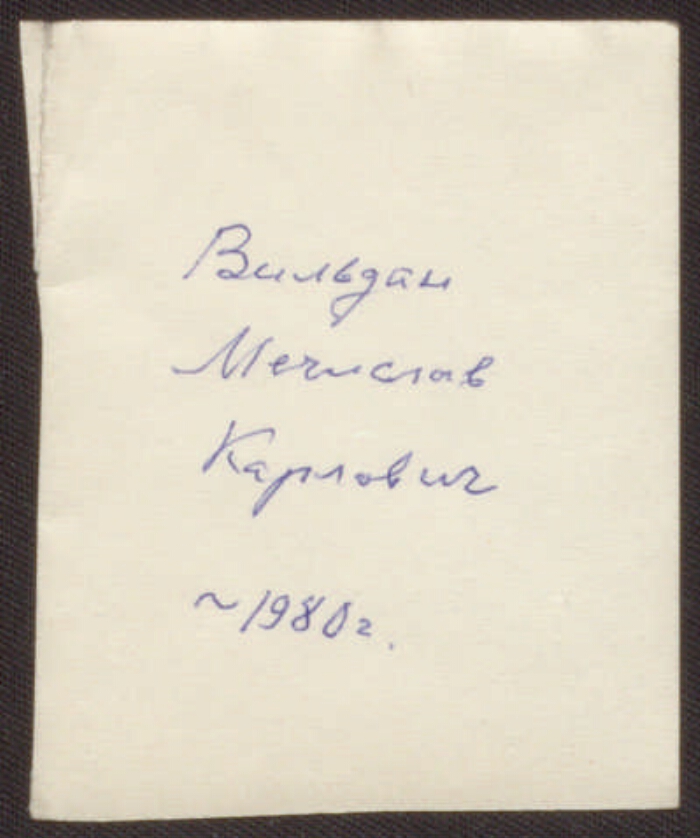 Вильдан
Мечислав
Карлович
~1980г.